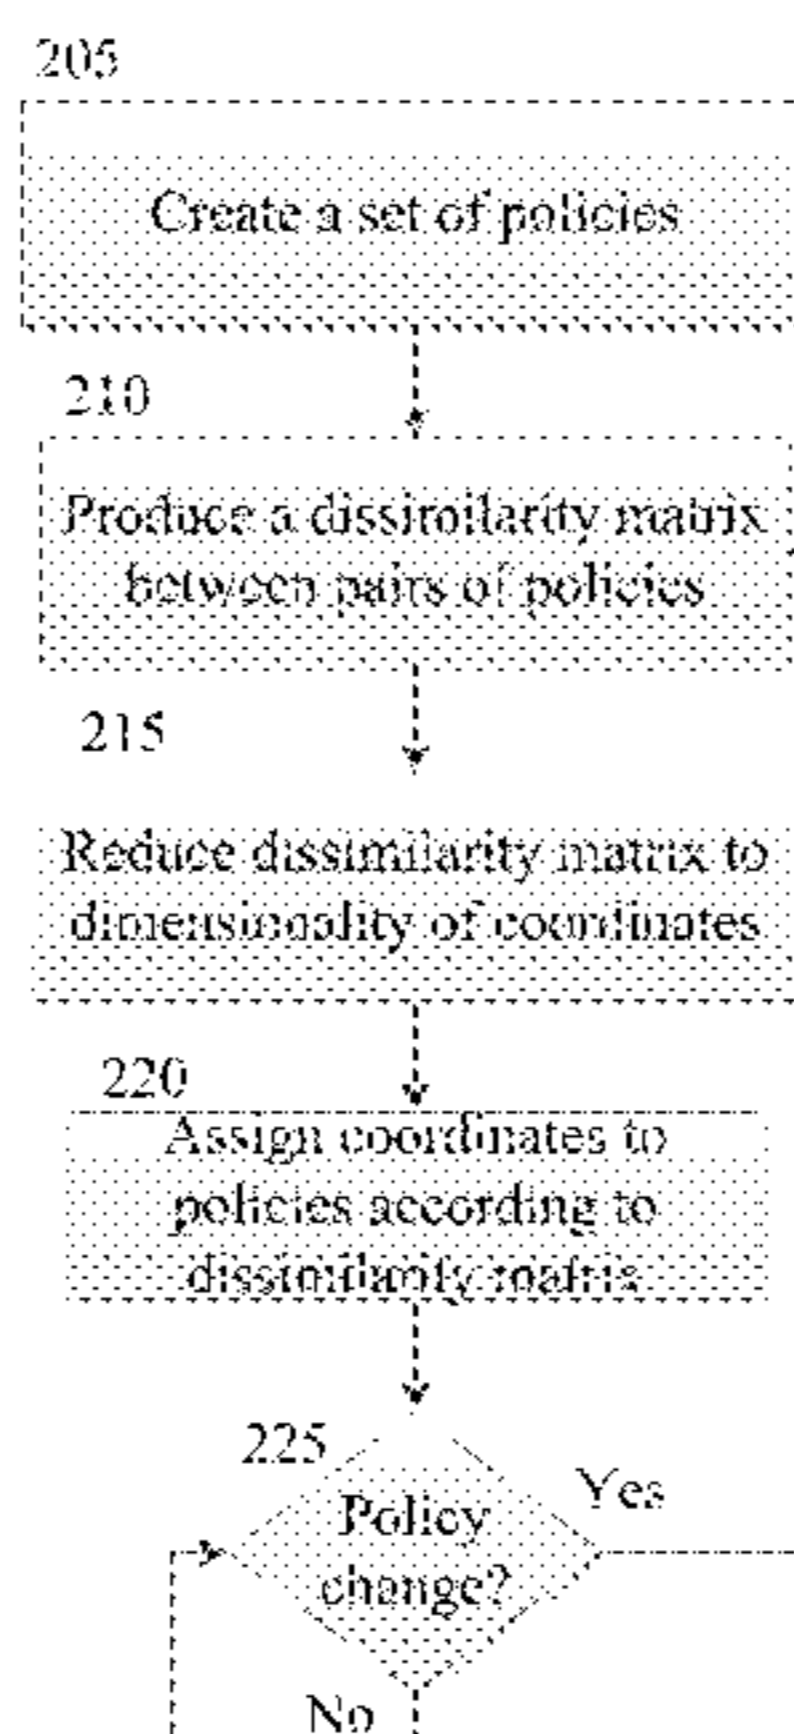 205
Create a set of policies
210
Produce a dissimilarity matrix
between pairs of policies
215
Reduce dissimilarity matrix to
dimensionality of coordinates
220
Assign coordinates to
policies according to
dissimilarity matrix
225
Yes
Policy
change?
No